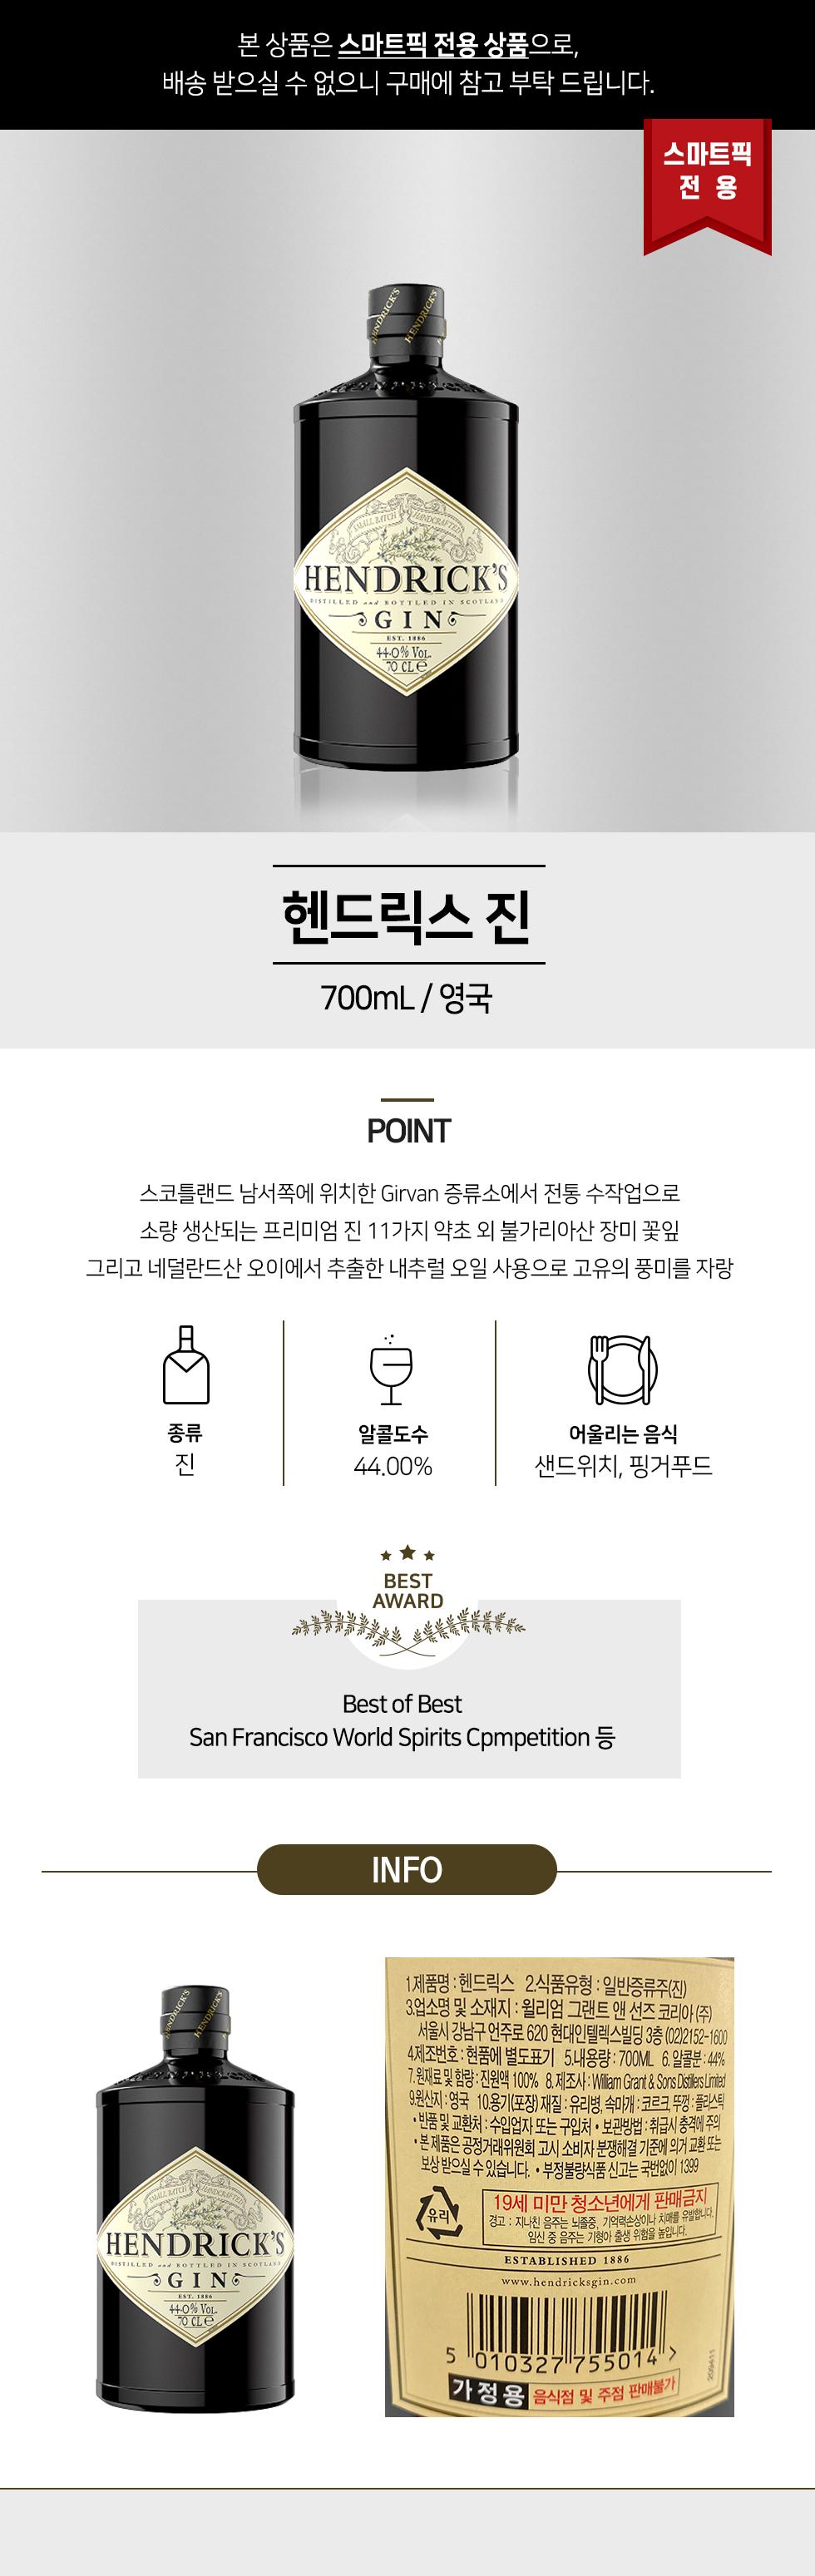 본 상품은 스마트픽 전용 상품으로,
배송 받으실 수 없으니 구매에 참고 부탁 드립니다.
스마트픽
전 용
HENDRICK'S
HENDRICK'S
SMALL BATCH HANDCRAFTED
HENDRICK'S
DISTILLED and BOTTLED IN SCOTLAND
GIN
EST. 1886
44.0% VOL.
70 CL e
헨드릭스 진
700mL / 영국
POINT
스코틀랜드 남서쪽에 위치한 Girvan 증류소에서 전통 수작업으로
소량 생산되는 프리미엄 진 11가지 약초 외 불가리아산 장미 꽃잎
그리고 네덜란드산 오이에서 추출한 내추럴 오일 사용으로 고유의 풍미를 자랑
종류
진
알콜도수
44.00%
어울리는 음식
샌드위치, 핑거푸드
BEST
AWARD
Best of Best
San Francisco World Spirits Cpmpetition 등
INFO
HENDRICK'S
HENDRICK'S
SMALL BATCH HANDCRAFTED
HENDRICK'S
DISTILLED and BOTTLED IN SCOTLAND
GIN
EST. 1886
44.0% VOL.
70 CL e
1.제품명 : 헨드릭스 2.식품유형 : 일반증류주(진)
3.업소명 및 소재지 : 윌리엄 그랜트 앤 선즈 코리아 (주)
서울시 강남구 언주로 620 현대인텔렉스빌딩 3층 (02)2152-1600
4.제조번호 : 현품에 별도표기 5.내용량 : 700ML 6.알콜분 : 44%
7.원재료 및 함량 : 진원액 100% 8.제조사 : William Grant & Sons Distillers Limited
9.원산지 : 영국 10.용기(포장) 재질 : 유리병, 속마개 : 코르크, 뚜껑 : 플라스틱
• 반품 및 교환처 : 수입업자 또는 구입처 • 보관방법 : 취급시 충격에 주의
• 본 제품은 공정거래위원회 고시 소비자 분쟁해결 기준에 의거 교환 또는
보상 받으실 수 있습니다. • 부정불량식품 신고는 국번없이 1399
유리
19세 미만 청소년에게 판매금지
경고 : 지나친 음주는 뇌졸중, 기억력손상이나 치매를 유발합니다.
임신 중 음주는 기형아 출생 위험을 높입니다.
ESTABLISHED 1886
www.hendricksgin.com
5 010327 755014 >
가정용 음식점 및 주점 판매불가